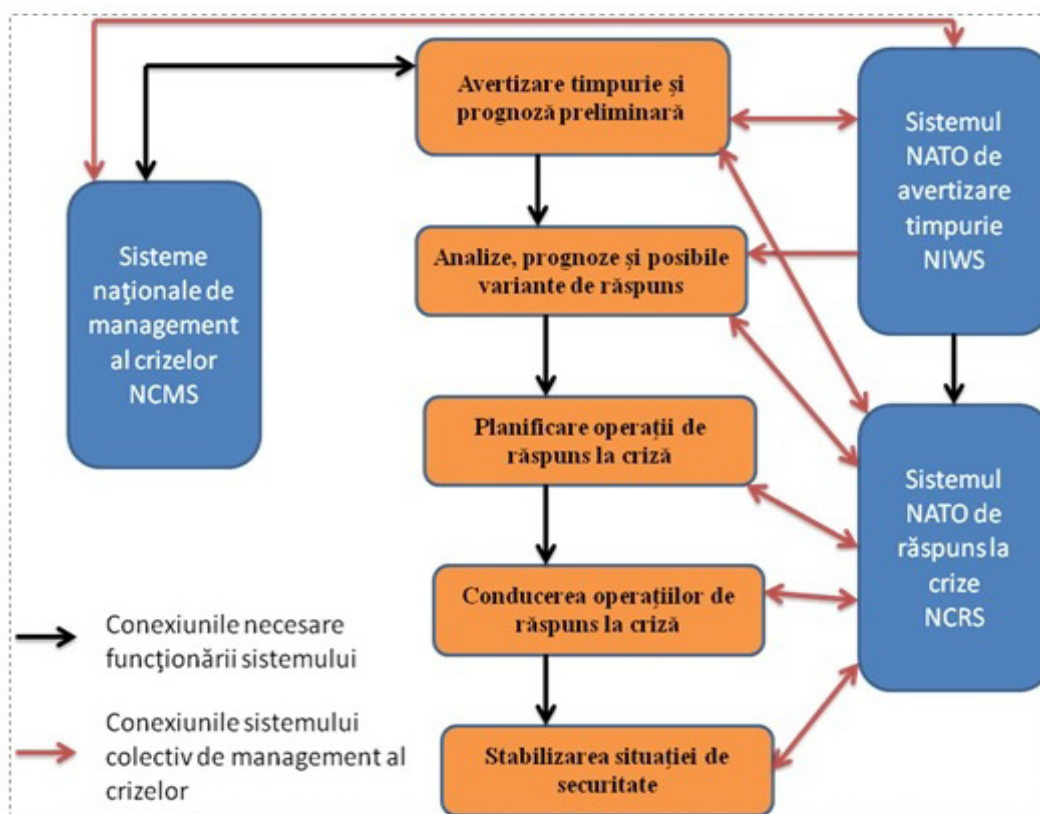 Avertizare timpurie și
prognoză preliminară
Sistemul
NATO de
avertizare
timpurie
NIWS
Sisteme
naţionale de
management
al crizelor
NCMS
Analize, prognoze și posibile
variante de răspuns
Planificare operații de
răspuns la criză
Sistemul
NATO de
răspuns la
crize
NCRS
Conducerea operațiilor de
răspuns la criză
Stabilizarea situației de
securitate
Conexiunile necesare
funcţionării sistemului
Conexiunile sistemului
colectiv de management al
crizelor